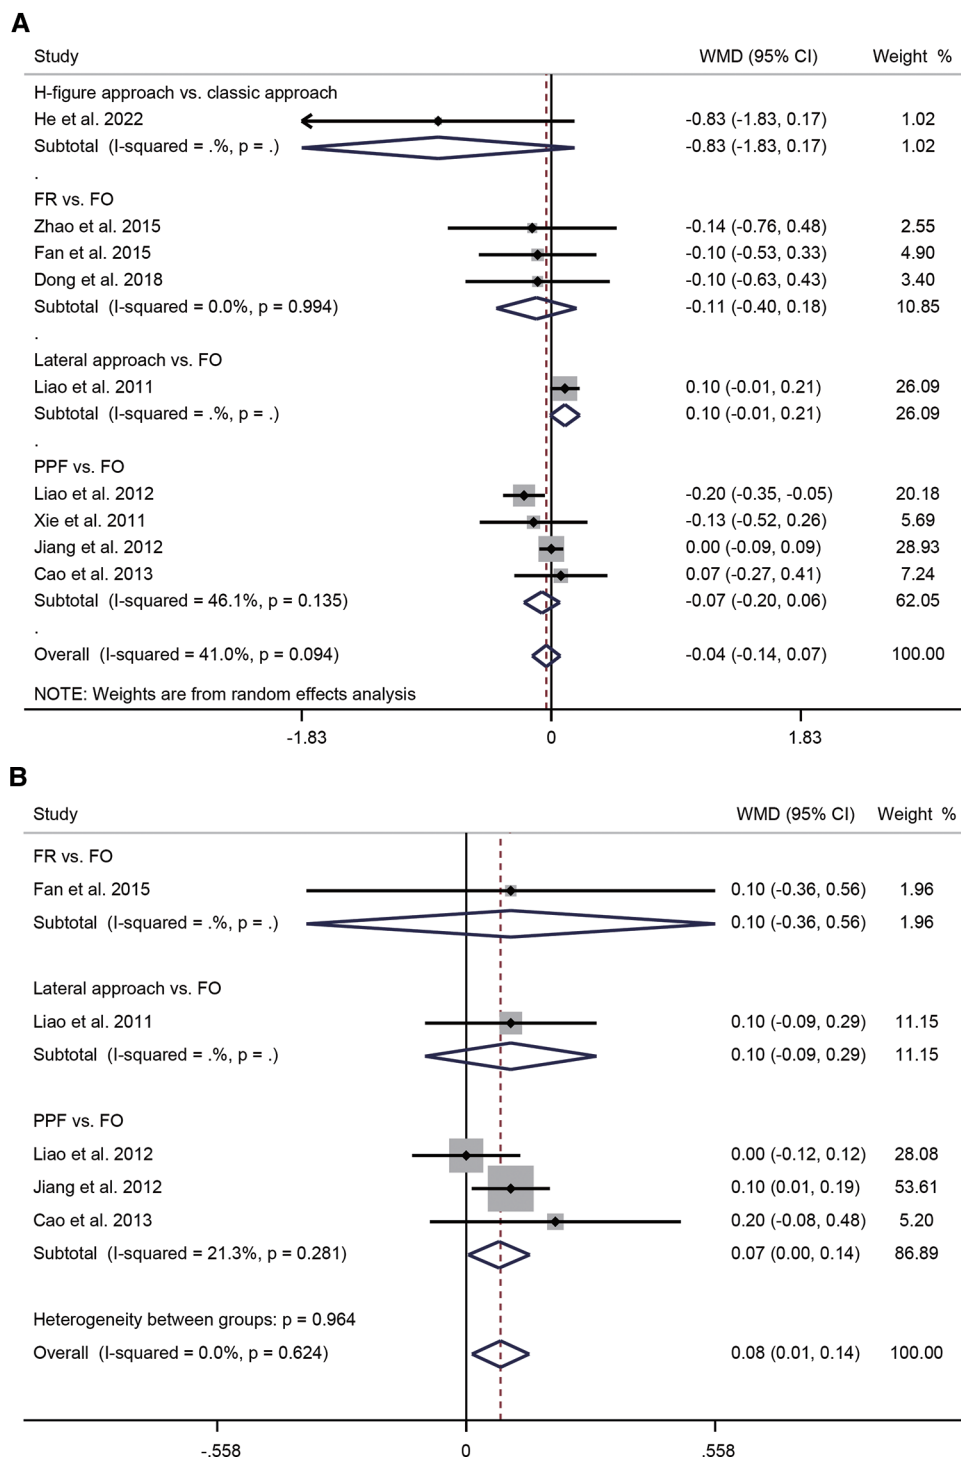 A
Study WMD (95% CI) Weight %
H-figure approach vs. classic approach
He et al. 2022 -0.83 (-1.83, 0.17) 1.02
Subtotal (I-squared = .%, p = .) -0.83 (-1.83, 0.17) 1.02
.
FR vs. FO
Zhao et al. 2015 -0.14 (-0.76, 0.48) 2.55
Fan et al. 2015 -0.10 (-0.53, 0.33) 4.90
Dong et al. 2018 -0.10 (-0.63, 0.43) 3.40
Subtotal (I-squared = 0.0%, p = 0.994) -0.11 (-0.40, 0.18) 10.85
.
Lateral approach vs. FO
Liao et al. 2011 0.10 (-0.01, 0.21) 26.09
Subtotal (I-squared = .%, p = .) 0.10 (-0.01, 0.21) 26.09
.
PPF vs. FO
Liao et al. 2012 -0.20 (-0.35, -0.05) 20.18
Xie et al. 2011 -0.13 (-0.52, 0.26) 5.69
Jiang et al. 2012 0.00 (-0.09, 0.09) 28.93
Cao et al. 2013 0.07 (-0.27, 0.41) 7.24
Subtotal (I-squared = 46.1%, p = 0.135) -0.07 (-0.20, 0.06) 62.05
.
Overall (I-squared = 41.0%, p = 0.094) -0.04 (-0.14, 0.07) 100.00
NOTE: Weights are from random effects analysis
-1.83 0 1.83
B
Study WMD (95% CI) Weight %
FR vs. FO
Fan et al. 2015 0.10 (-0.36, 0.56) 1.96
Subtotal (I-squared = .%, p = .) 0.10 (-0.36, 0.56) 1.96
Lateral approach vs. FO
Liao et al. 2011 0.10 (-0.09, 0.29) 11.15
Subtotal (I-squared = .%, p = .) 0.10 (-0.09, 0.29) 11.15
PPF vs. FO
Liao et al. 2012 0.00 (-0.12, 0.12) 28.08
Jiang et al. 2012 0.10 (0.01, 0.19) 53.61
Cao et al. 2013 0.20 (-0.08, 0.48) 5.20
Subtotal (I-squared = 21.3%, p = 0.281) 0.07 (0.00, 0.14) 86.89
Heterogeneity between groups: p = 0.964
Overall (I-squared = 0.0%, p = 0.624) 0.08 (0.01, 0.14) 100.00
-.558 0 .558